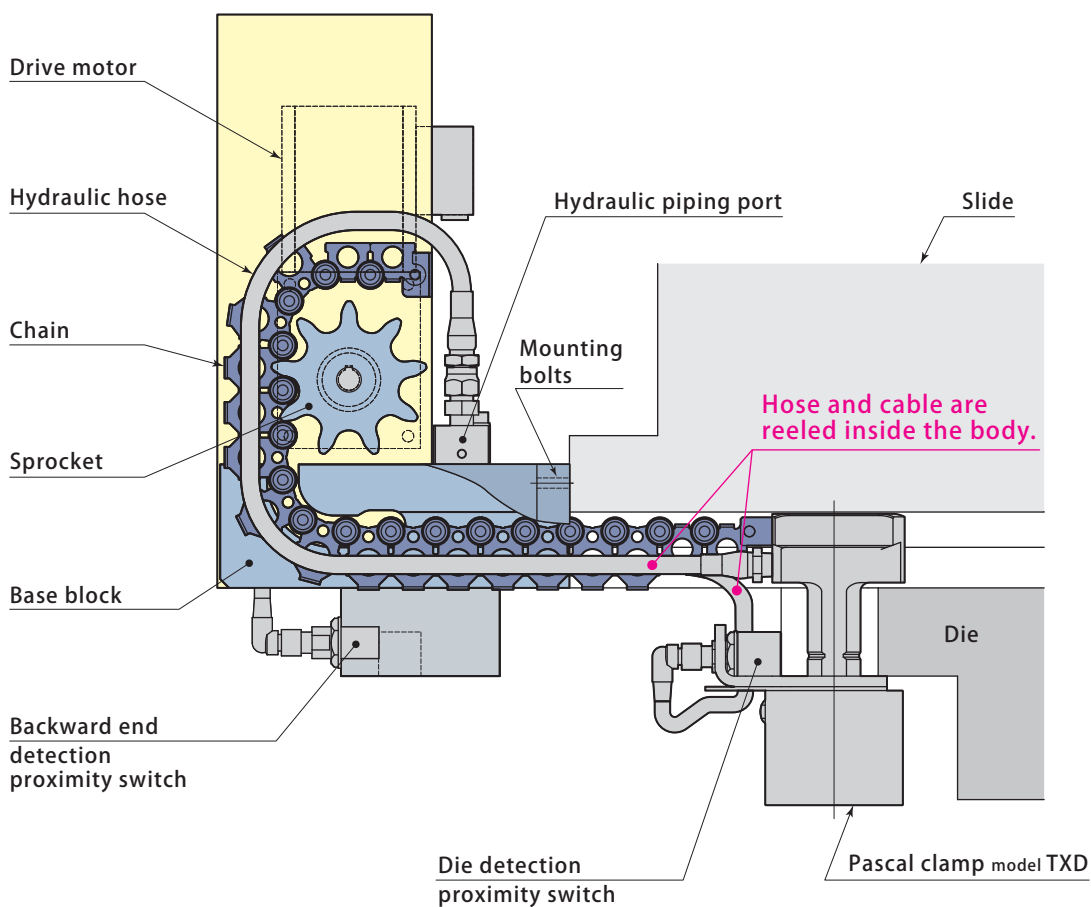 Drive motor
Hydraulic hose
Hydraulic piping port
Slide
Chain
Mounting
bolts
Hose and cable are
reeled inside the body.
Sprocket
Base block
Die
Backward end
detection
proximity switch
Die detection
proximity switch
Pascal clamp model TXD